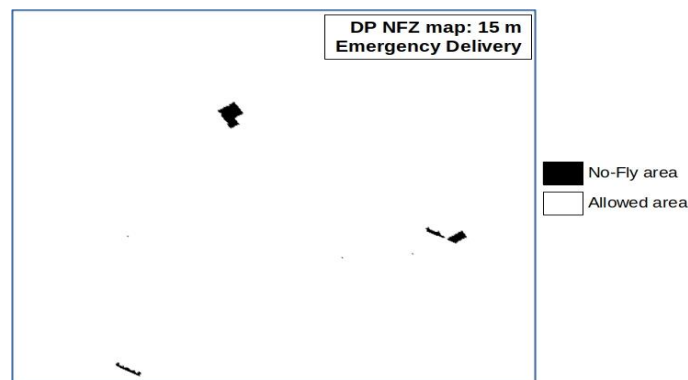 DP NFZ map: 15 m
Emergency Delivery
No-Fly area
Allowed area